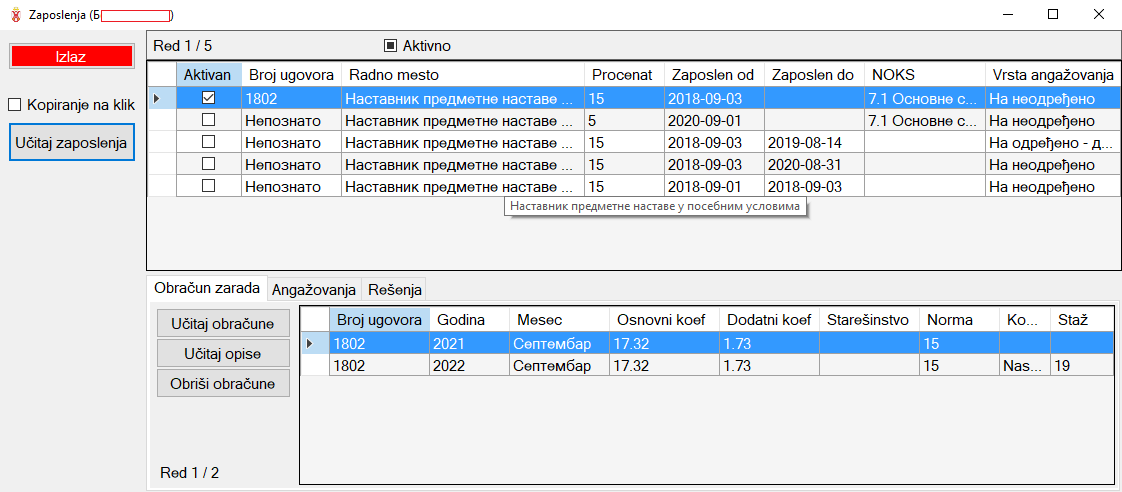 Zaposlenja (Б )
Izlaz
Kopiranje na klik
Učitaj zaposlenja
Red 1 / 5 Aktivno
Aktivan Broj ugovora Radno mesto Procenat Zaposlen od Zaposlen do NOKS Vrsta angažovanja
1802 Наставник предметне наставе ... 15 2018-09-03 7.1 Основне с... На неодређено
Непознато Наставник предметне наставе ... 5 2020-09-01 7.1 Основне с... На неодређено
Непознато Наставник предметне наставе ... 15 2018-09-03 2019-08-14 На одређено - д...
Непознато Наставник предметне наставе ... 15 2018-09-03 2020-08-31 На неодређено
Непознато Наставник предметне наставе ... 15 2018-09-01 2018-09-03 На неодређено
Наставник предметне наставе у посебним условима
Obračun zarada Angažovanja Rešenja
Učitaj obračune
Učitaj opise
Obriši obračune
Red 1 / 2
Broj ugovora Godina Mesec Osnovni koef Dodatni koef Starešinstvo Norma Ko... Staž
1802 2021 Септембар 17.32 1.73 15
1802 2022 Септембар 17.32 1.73 15 Nas... 19